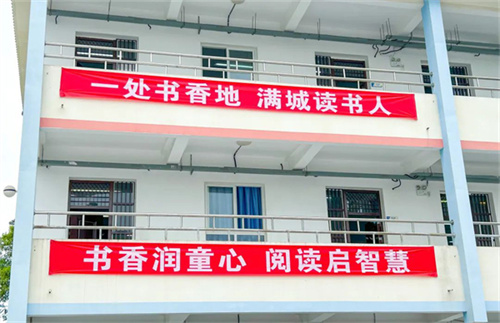 一处书香地 满城读书人
书香润童心 阅读启智慧